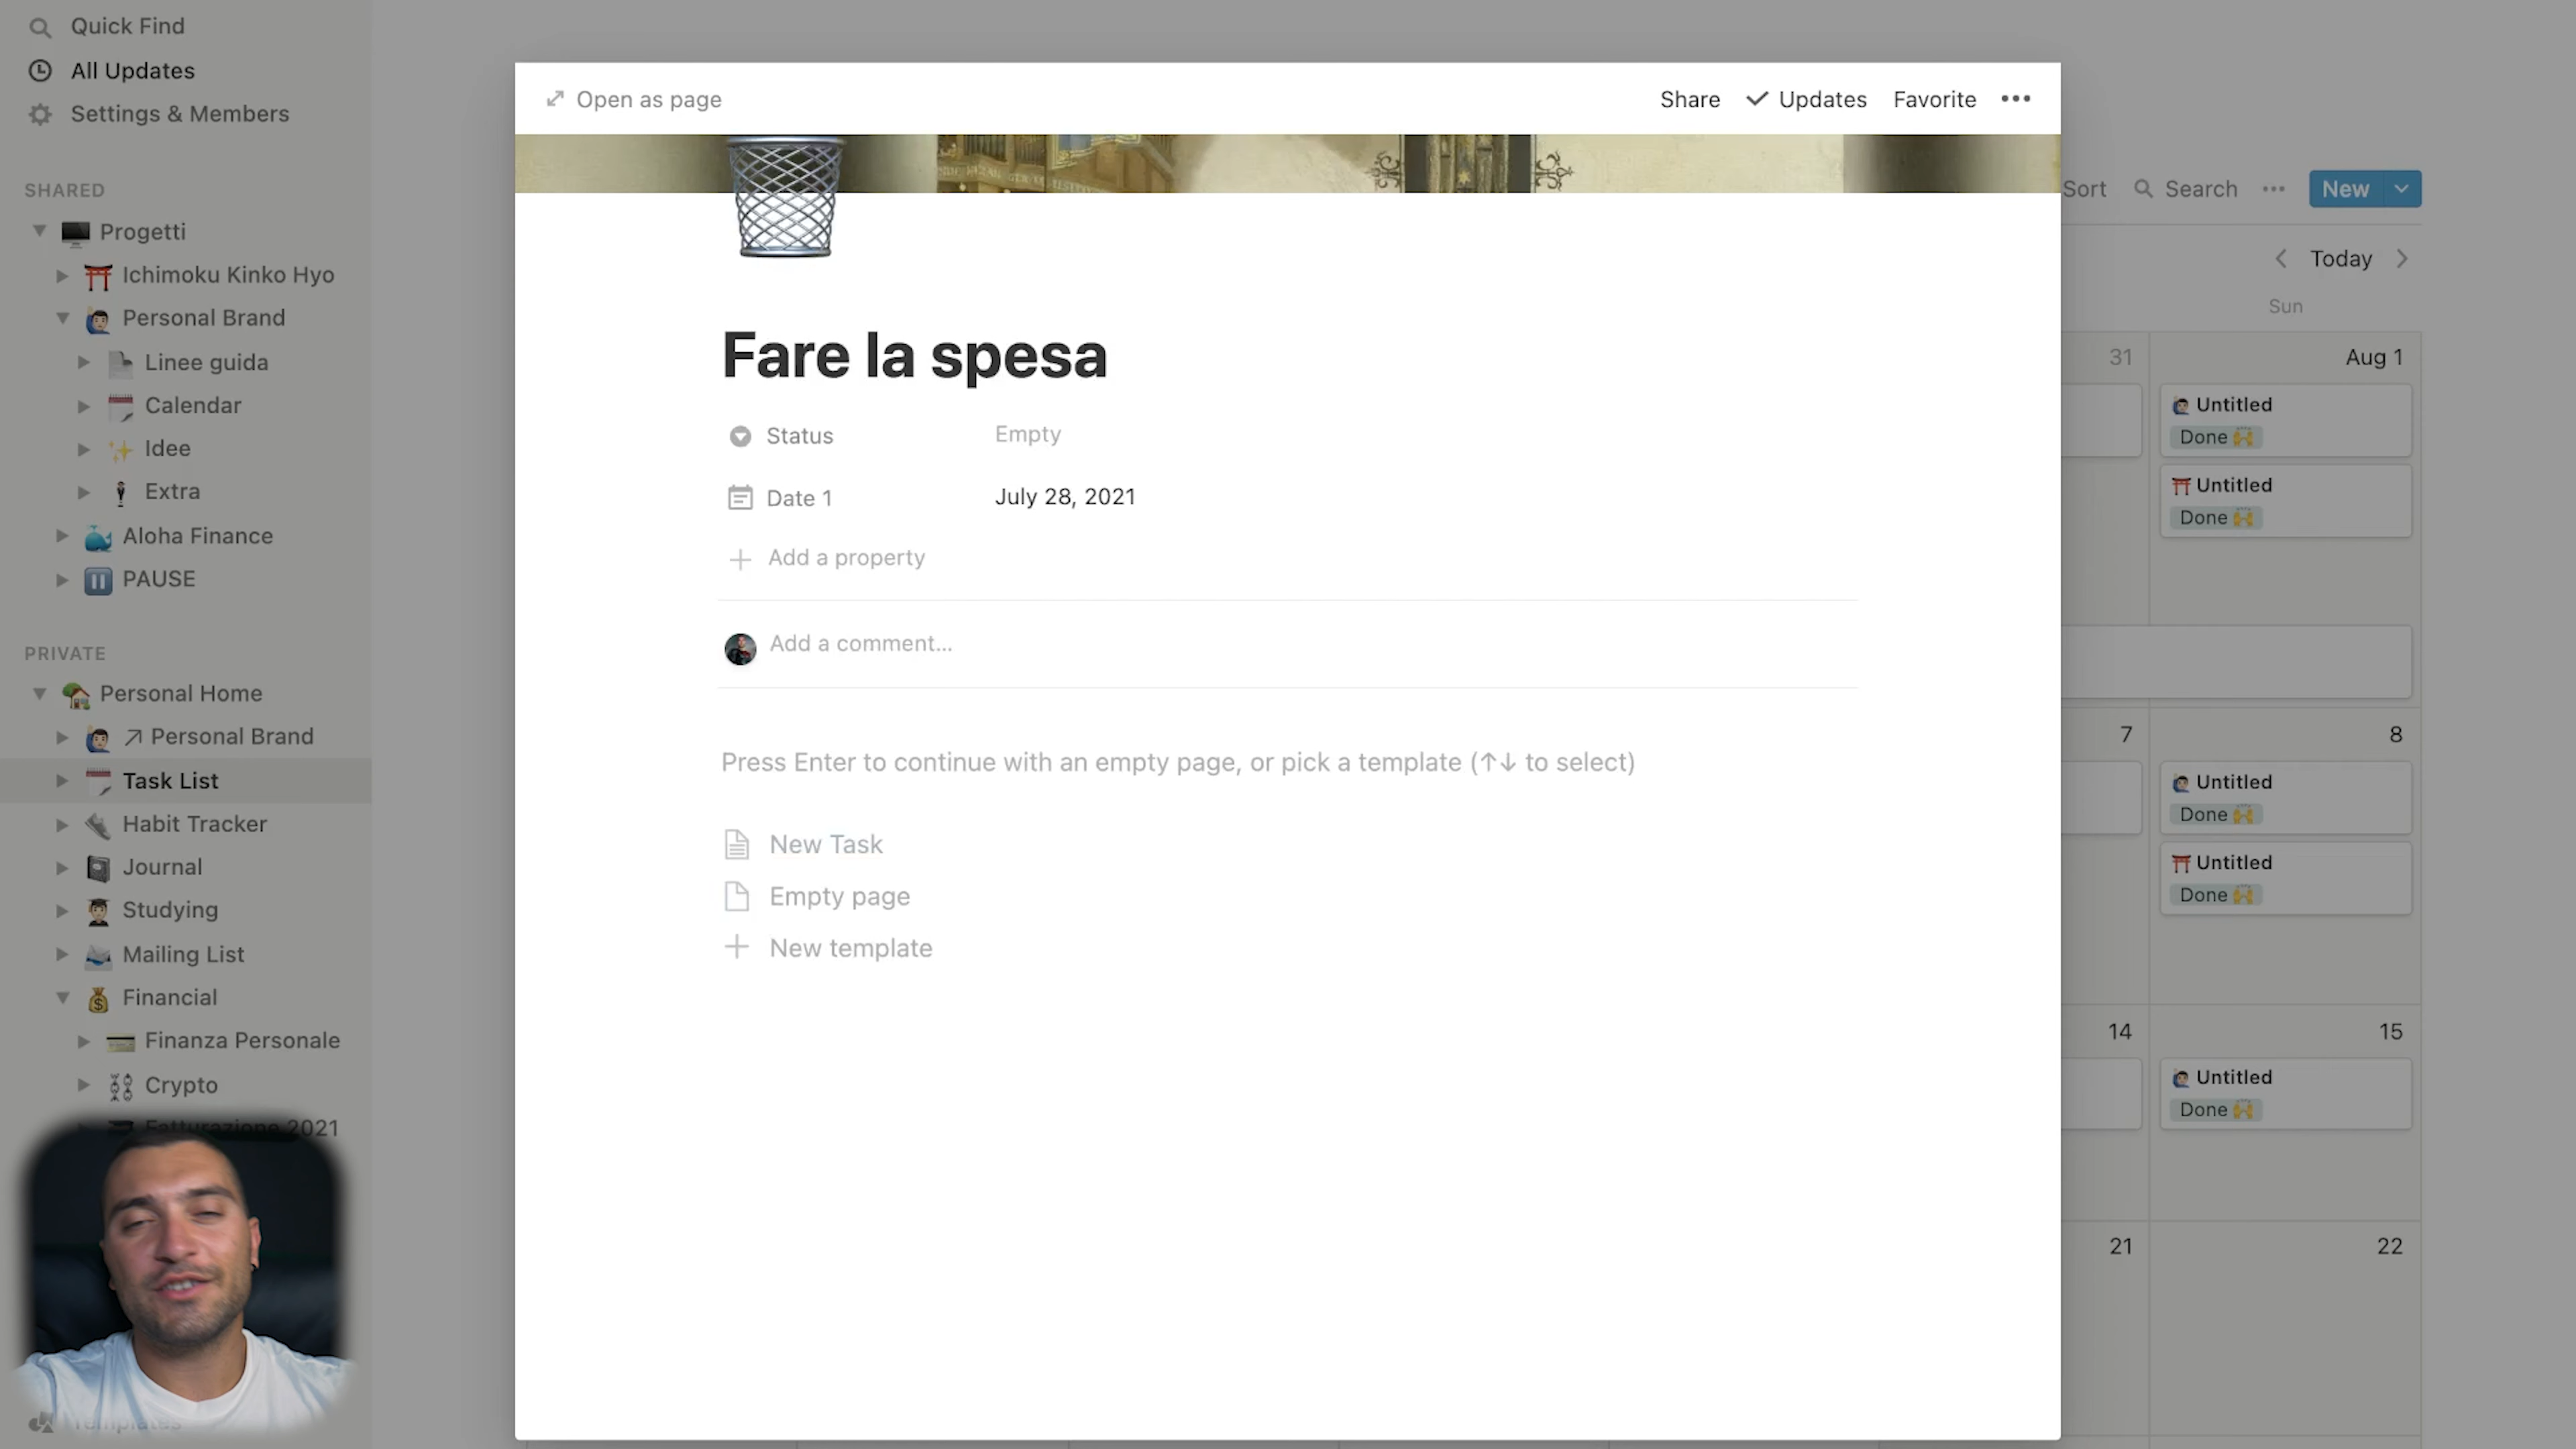 Quick Find
All Updates
Settings & Members
SHARED
Progetti
Ichimoku Kinko Hyo
Personal Brand
Linee guida
Calendar
Idee
Extra
Aloha Finance
PAUSE
PRIVATE
Personal Home
Personal Brand
Task List
Habit Tracker
Journal
Studying
Mailing List
Financial
Finanza Personale
Crypto
Fatturazione 2021
Templates
Open as page
Share Updates Favorite
Fare la spesa
Status Empty
Date 1 July 28, 2021
Add a property
Add a comment...
Press Enter to continue with an empty page, or pick a template (↑↓ to select)
New Task
Empty page
New template
Sort Search New
Today
Sun
31 Aug 1
Untitled
Done
Untitled
Done
7 8
Untitled
Done
Untitled
Done
14 15
Untitled
Done
21 22